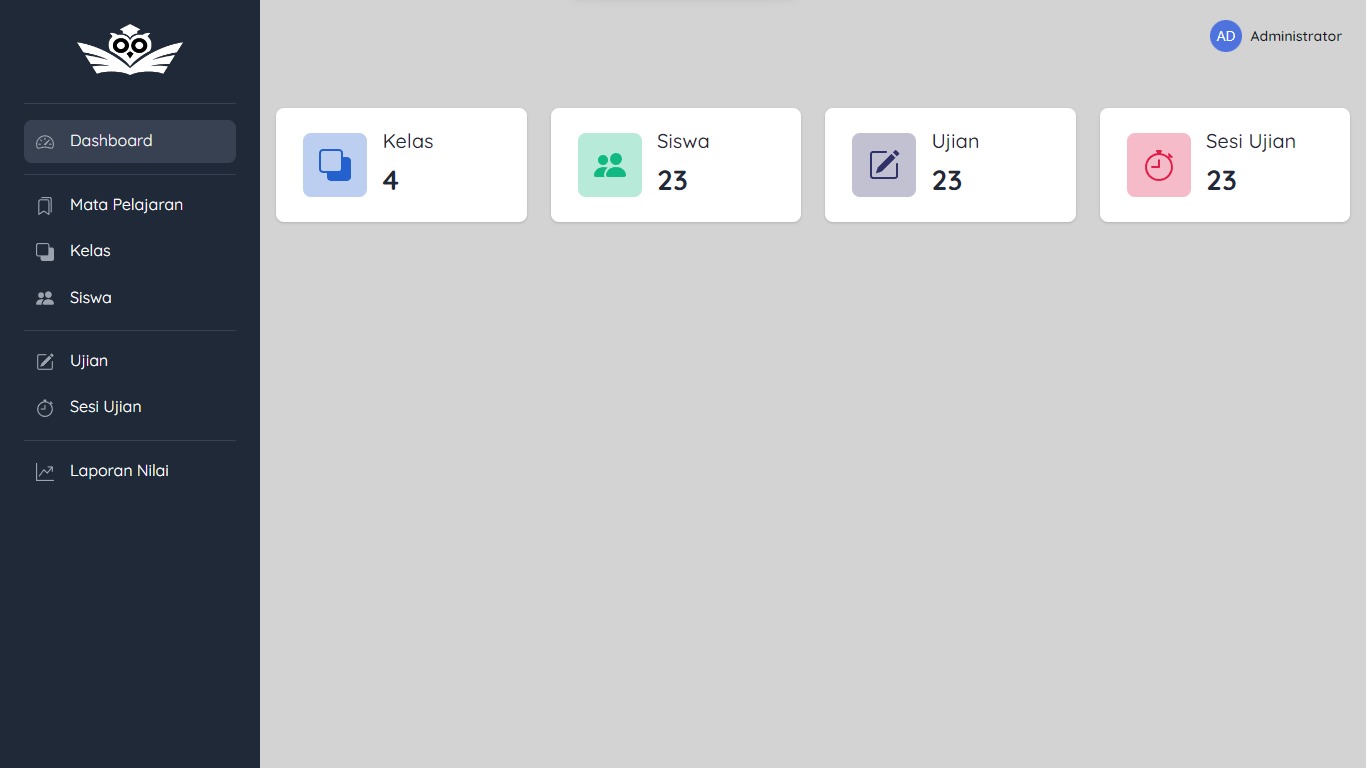 Dashboard
Mata Pelajaran
Kelas
Siswa
Ujian
Sesi Ujian
Laporan Nilai
AD Administrator
Kelas
4
Siswa
23
Ujian
23
Sesi Ujian
23